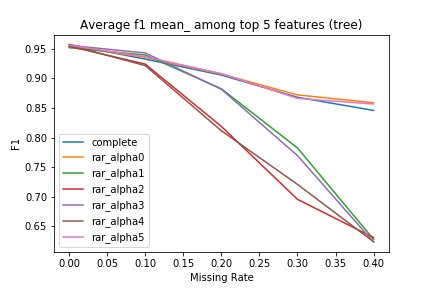 Average f1 mean_ among top 5 features (tree)
0.95
0.90
0.85
0.80
0.75
0.70
0.65
F1
complete
rar_alpha0
rar_alpha1
rar_alpha2
rar_alpha3
rar_alpha4
rar_alpha5
0.00 0.05 0.10 0.15 0.20 0.25 0.30 0.35 0.40
Missing Rate